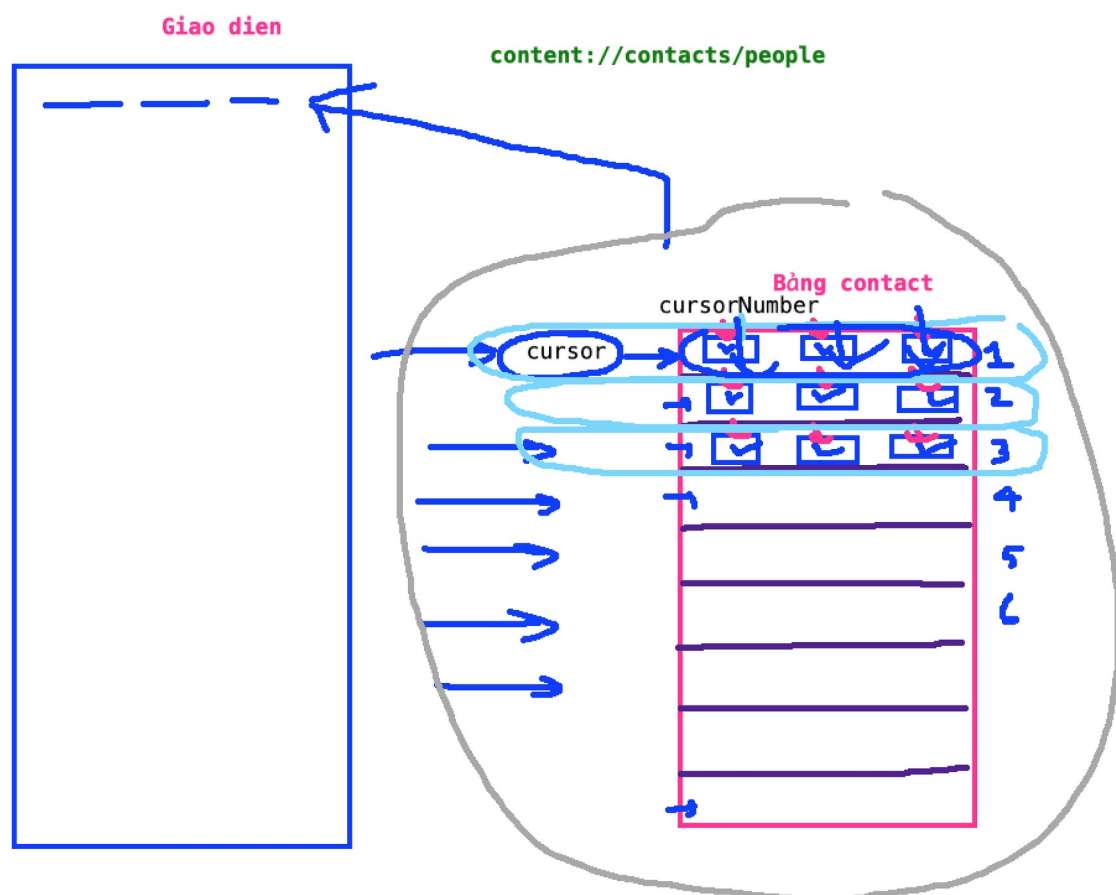 Giao dien
content://contacts/people
Bảng contact
cursorNumber
cursor
1
2
3
4
5
6